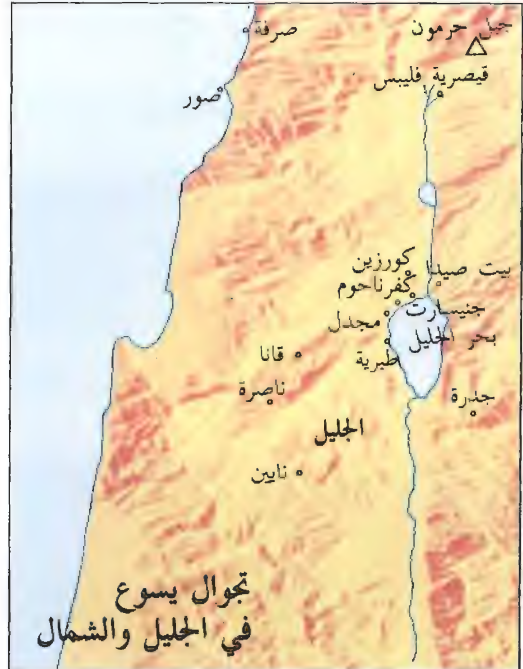 جبل حرمون
صرفة
قيصرية فليبس
صور
بيت صيدا
كورزين
كفرناحوم
جنيسارت
مجدل
بحر الجليل
طبرية
قانا
ناصرة
جدرة
الجليل
نايين
تجوال يسوع
في الجليل والشمال